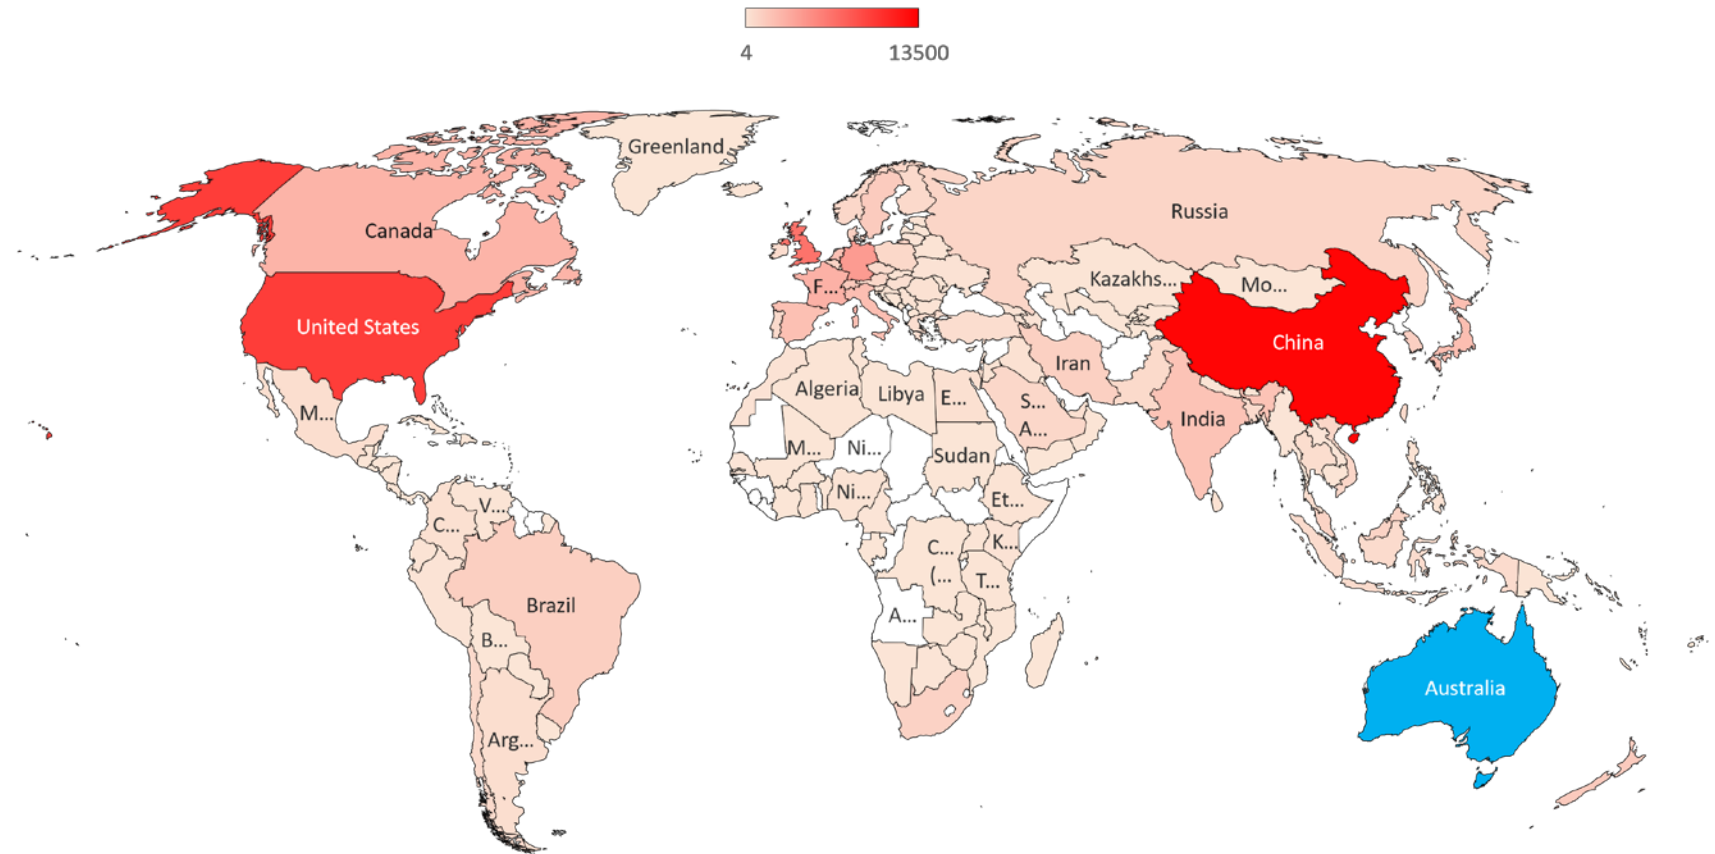 4 13500
Greenland
Russia
Canada
Kazakhs...
Mo...
F...
United States
China
Iran
Algeria
Libya
E...
S...
A...
India
M...
M...
Ni...
Sudan
Ni...
Et...
V...
C...
C...
(...
K...
T...
Brazil
A...
B...
Australia
Arg...